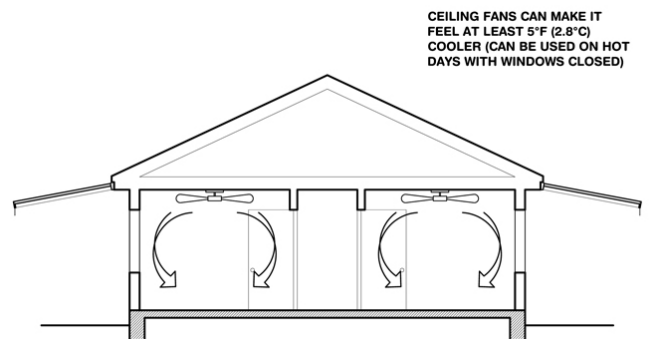 CEILING FANS CAN MAKE IT
FEEL AT LEAST 5°F (2.8°C)
COOLER (CAN BE USED ON HOT
DAYS WITH WINDOWS CLOSED)